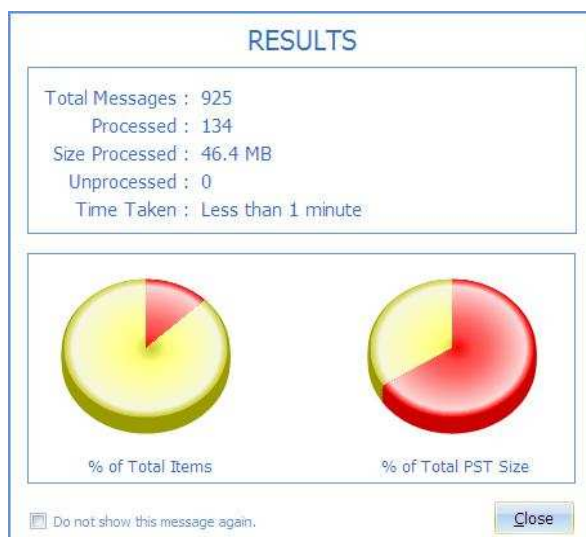 RESULTS
Total Messages : 925
Processed : 134
Size Processed : 46.4 MB
Unprocessed : 0
Time Taken : Less than 1 minute
% of Total Items
% of Total PST Size
Do not show this message again.
Close